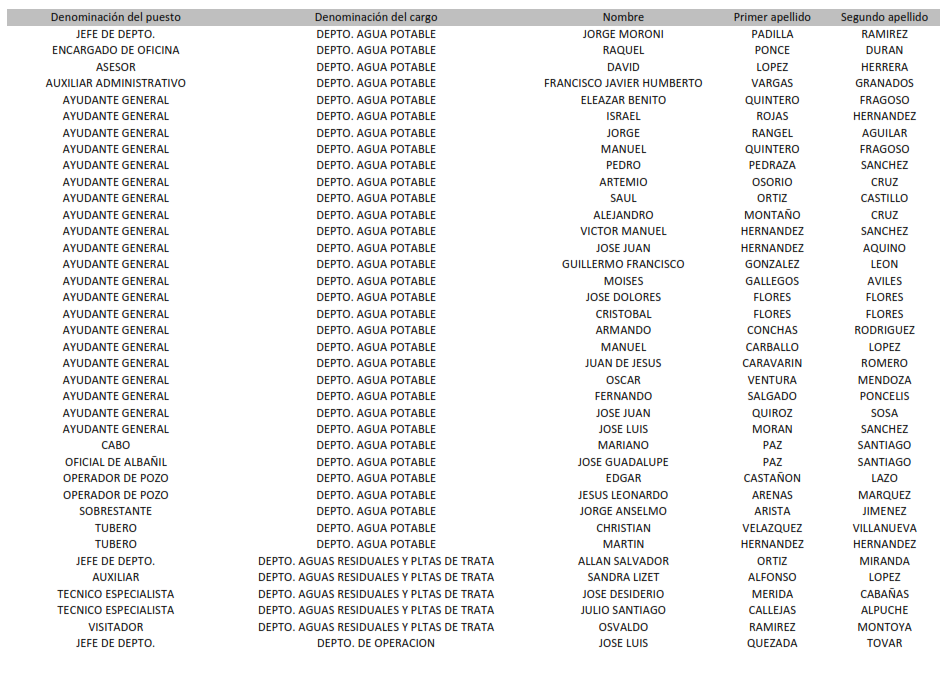 Denominación del puesto Denominación del cargo Nombre Primer apellido Segundo apellido
JEFE DE DEPTO. DEPTO. AGUA POTABLE JORGE MORONI PADILLA RAMIREZ
ENCARGADO DE OFICINA DEPTO. AGUA POTABLE RAQUEL PONCE DURAN
ASESOR DEPTO. AGUA POTABLE DAVID LOPEZ HERRERA
AUXILIAR ADMINISTRATIVO DEPTO. AGUA POTABLE FRANCISCO JAVIER HUMBERTO VARGAS GRANADOS
AYUDANTE GENERAL DEPTO. AGUA POTABLE ELEAZAR BENITO QUINTERO FRAGOSO
AYUDANTE GENERAL DEPTO. AGUA POTABLE ISRAEL ROJAS HERNANDEZ
AYUDANTE GENERAL DEPTO. AGUA POTABLE JORGE RANGEL AGUILAR
AYUDANTE GENERAL DEPTO. AGUA POTABLE MANUEL QUINTERO FRAGOSO
AYUDANTE GENERAL DEPTO. AGUA POTABLE PEDRO PEDRAZA SANCHEZ
AYUDANTE GENERAL DEPTO. AGUA POTABLE ARTEMIO OSORIO CRUZ
AYUDANTE GENERAL DEPTO. AGUA POTABLE SAUL ORTIZ CASTILLO
AYUDANTE GENERAL DEPTO. AGUA POTABLE ALEJANDRO MONTAÑO CRUZ
AYUDANTE GENERAL DEPTO. AGUA POTABLE VICTOR MANUEL HERNANDEZ SANCHEZ
AYUDANTE GENERAL DEPTO. AGUA POTABLE JOSE JUAN HERNANDEZ AQUINO
AYUDANTE GENERAL DEPTO. AGUA POTABLE GUILLERMO FRANCISCO GONZALEZ LEON
AYUDANTE GENERAL DEPTO. AGUA POTABLE MOISES GALLEGOS AVILES
AYUDANTE GENERAL DEPTO. AGUA POTABLE JOSE DOLORES FLORES FLORES
AYUDANTE GENERAL DEPTO. AGUA POTABLE CRISTOBAL FLORES FLORES
AYUDANTE GENERAL DEPTO. AGUA POTABLE ARMANDO CONCHAS RODRIGUEZ
AYUDANTE GENERAL DEPTO. AGUA POTABLE MANUEL CARBALLO LOPEZ
AYUDANTE GENERAL DEPTO. AGUA POTABLE JUAN DE JESUS CARAVARIN ROMERO
AYUDANTE GENERAL DEPTO. AGUA POTABLE OSCAR VENTURA MENDOZA
AYUDANTE GENERAL DEPTO. AGUA POTABLE FERNANDO SALGADO PONCELIS
AYUDANTE GENERAL DEPTO. AGUA POTABLE JOSE JUAN QUIROZ SOSA
AYUDANTE GENERAL DEPTO. AGUA POTABLE JOSE LUIS MORAN SANCHEZ
CABO DEPTO. AGUA POTABLE MARIANO PAZ SANTIAGO
OFICIAL DE ALBAÑIL DEPTO. AGUA POTABLE JOSE GUADALUPE PAZ SANTIAGO
OPERADOR DE POZO DEPTO. AGUA POTABLE EDGAR CASTAÑON LAZO
OPERADOR DE POZO DEPTO. AGUA POTABLE JESUS LEONARDO ARENAS MARQUEZ
SOBRESTANTE DEPTO. AGUA POTABLE JORGE ANSELMO ARISTA JIMENEZ
TUBERO DEPTO. AGUA POTABLE CHRISTIAN VELAZQUEZ VILLANUEVA
TUBERO DEPTO. AGUA POTABLE MARTIN HERNANDEZ HERNANDEZ
JEFE DE DEPTO. DEPTO. AGUAS RESIDUALES Y PLTAS DE TRATA ALLAN SALVADOR ORTIZ MIRANDA
AUXILIAR DEPTO. AGUAS RESIDUALES Y PLTAS DE TRATA SANDRA LIZET ALFONSO LOPEZ
TECNICO ESPECIALISTA DEPTO. AGUAS RESIDUALES Y PLTAS DE TRATA JOSE DESIDERIO MERIDA CABAÑAS
TECNICO ESPECIALISTA DEPTO. AGUAS RESIDUALES Y PLTAS DE TRATA JULIO SANTIAGO CALLEJAS ALPUCHE
VISITADOR DEPTO. AGUAS RESIDUALES Y PLTAS DE TRATA OSVALDO RAMIREZ MONTOYA
JEFE DE DEPTO. DEPTO. DE OPERACION JOSE LUIS QUEZADA TOVAR